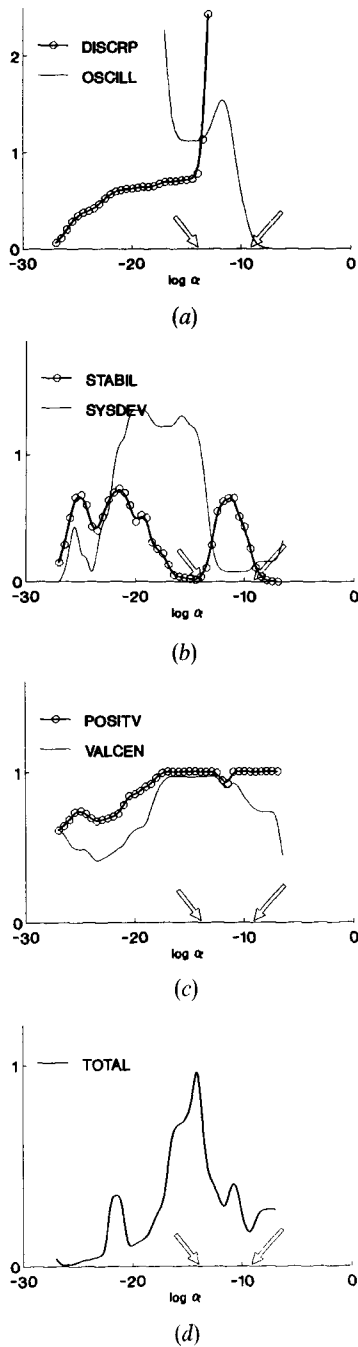 2
DISCRP
OSCILL
1
0
-30 -20 -10 0
log α
(a)
STABIL
SYSDEV
1
0
-30 -20 -10 0
log α
(b)
POSITV
VALCEN
1
0
-30 -20 -10 0
log α
(c)
TOTAL
1
0
-30 -20 -10 0
log α
(d)